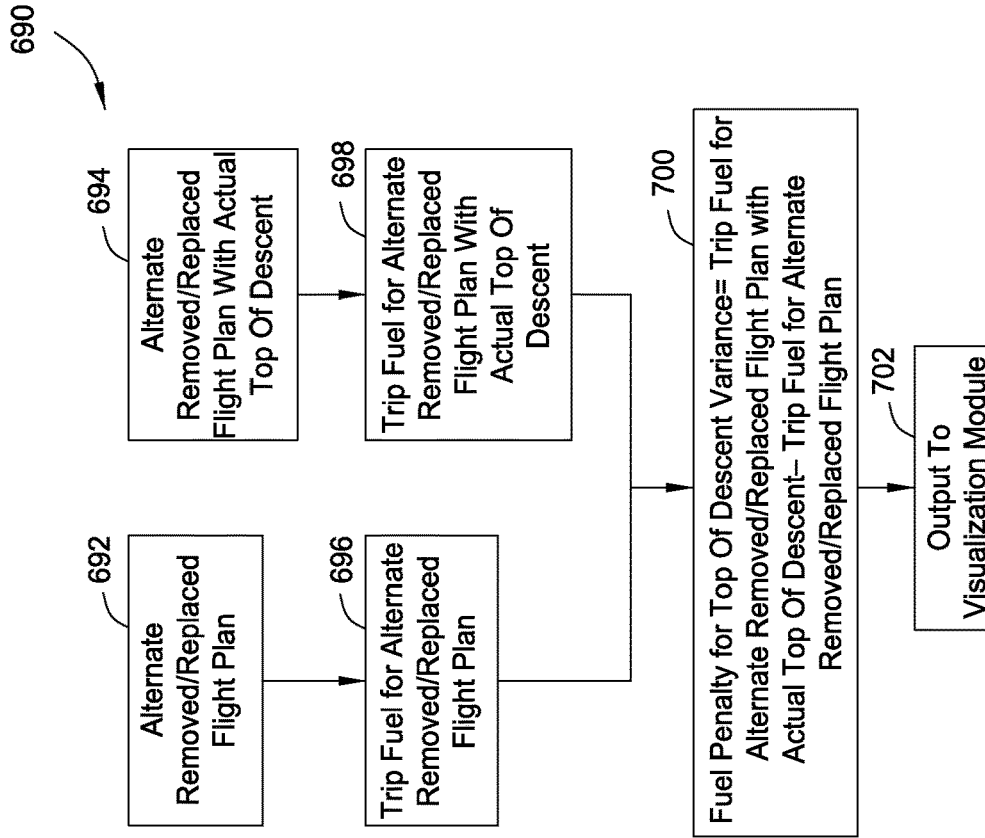 690
692
Alternate
Removed/Replaced
Flight Plan
694
Alternate
Removed/Replaced
Flight Plan With Actual
Top Of Descent
696
Trip Fuel for Alternate
Removed/Replaced
Flight Plan
698
Trip Fuel for Alternate
Removed/Replaced
Flight Plan With
Actual Top Of
Descent
700
Fuel Penalty for Top Of Descent Variance= Trip Fuel for
Alternate Removed/Replaced Flight Plan with
Actual Top Of Descent– Trip Fuel for Alternate
Removed/Replaced Flight Plan
702
Output To
Visualization Module